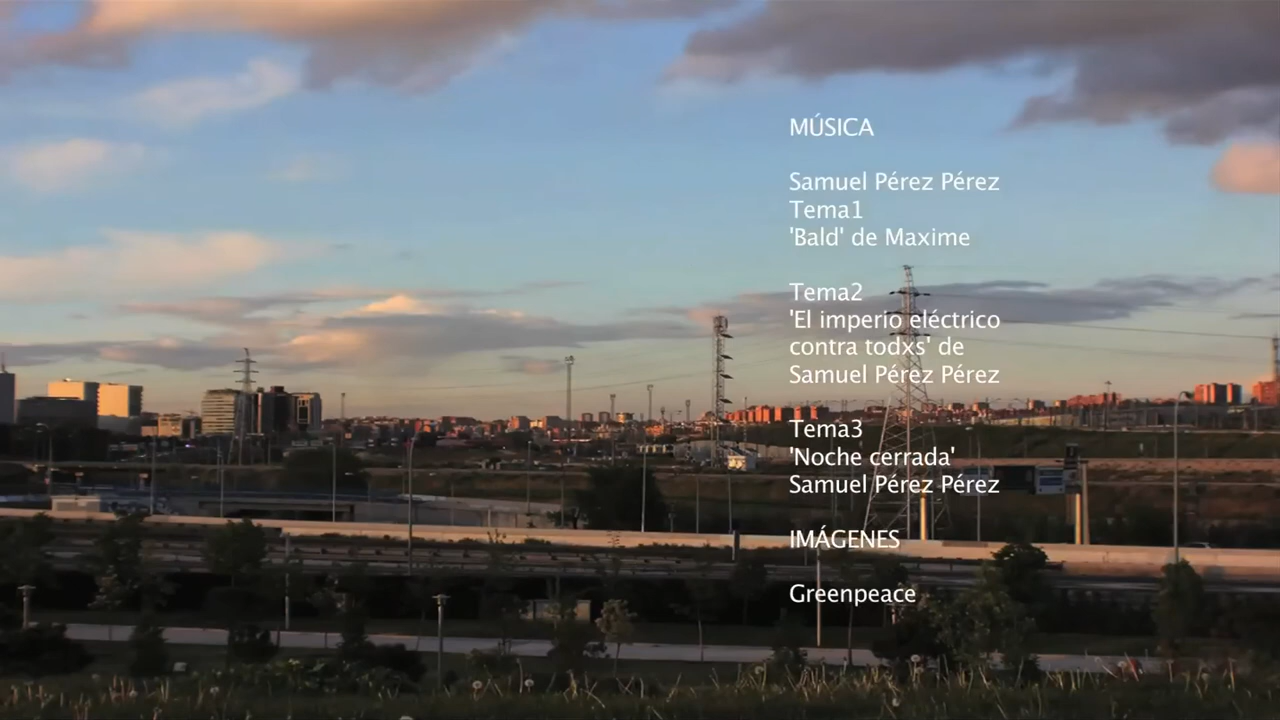 MÚSICA
Samuel Pérez Pérez
Tema1
'Bald' de Maxime
Tema2
'El imperio eléctrico
contra todxs' de
Samuel Pérez Pérez
Tema3
'Noche cerrada'
Samuel Pérez Pérez
IMÁGENES
Greenpeace